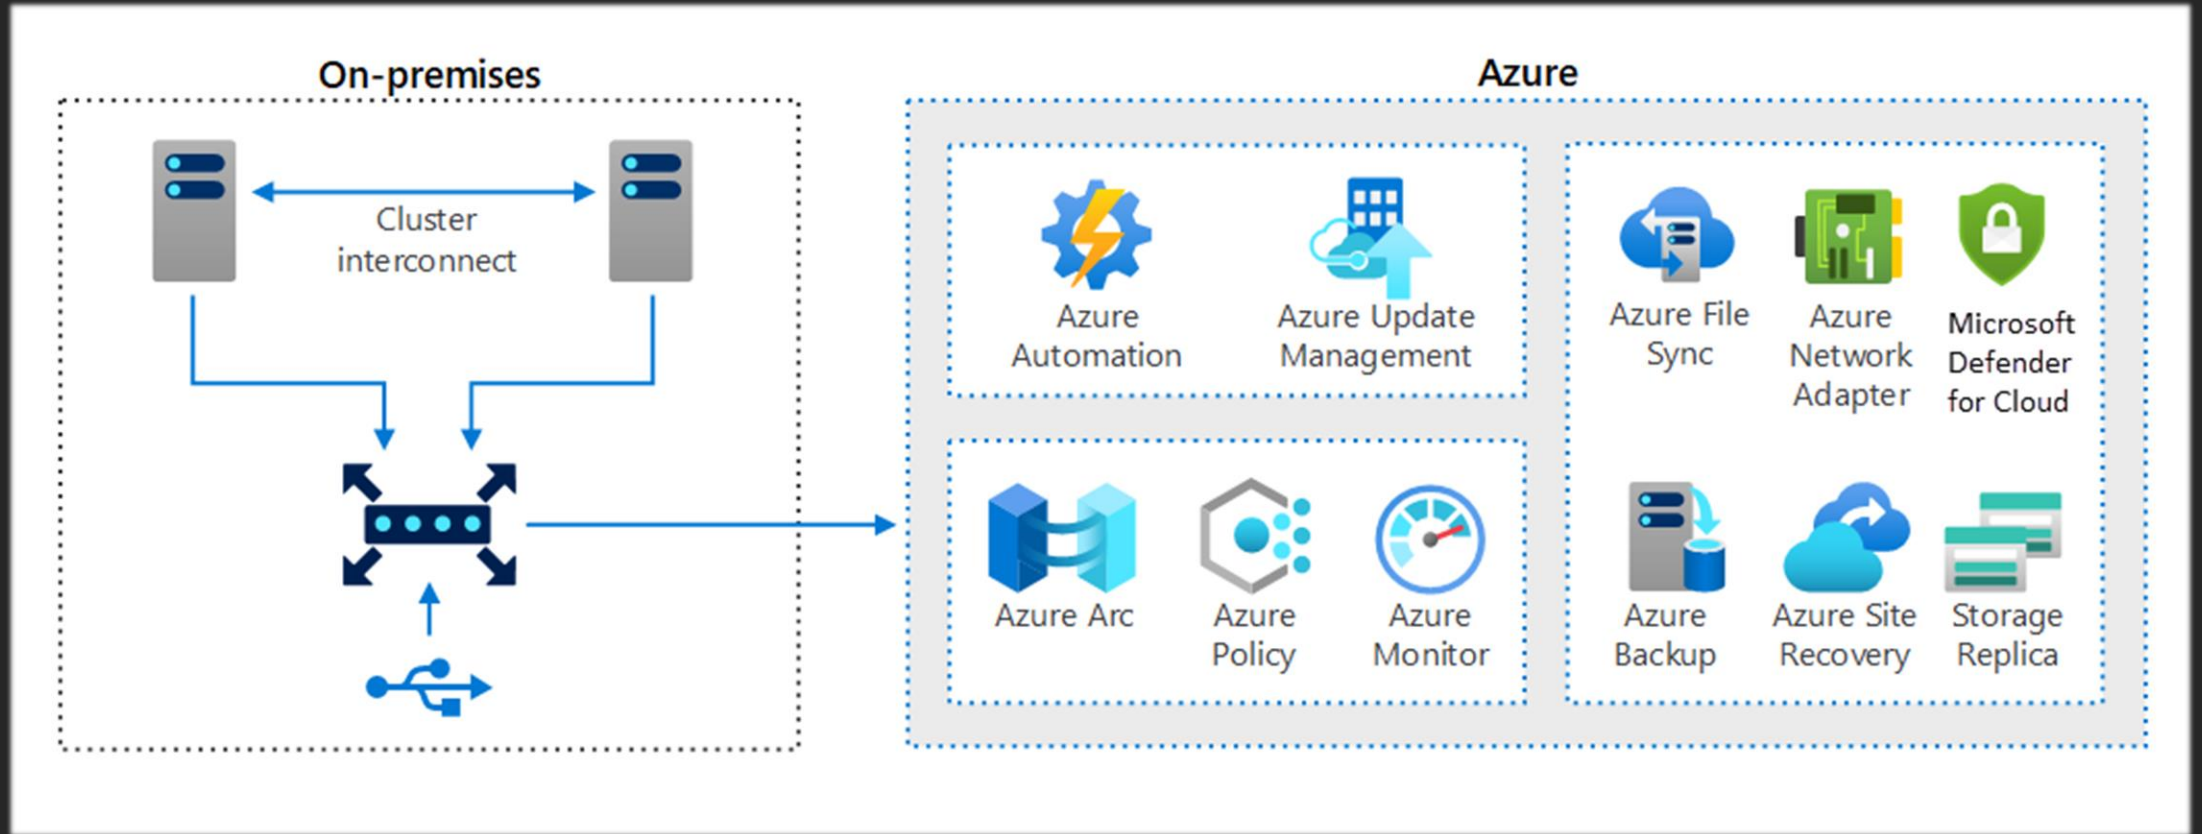 On-premises
Cluster
interconnect
Azure
Azure
Automation
Azure Update
Management
Azure File
Sync
Azure
Network
Adapter
Microsoft
Defender
for Cloud
Azure Arc
Azure
Policy
Azure
Monitor
Azure
Backup
Azure Site
Recovery
Storage
Replica